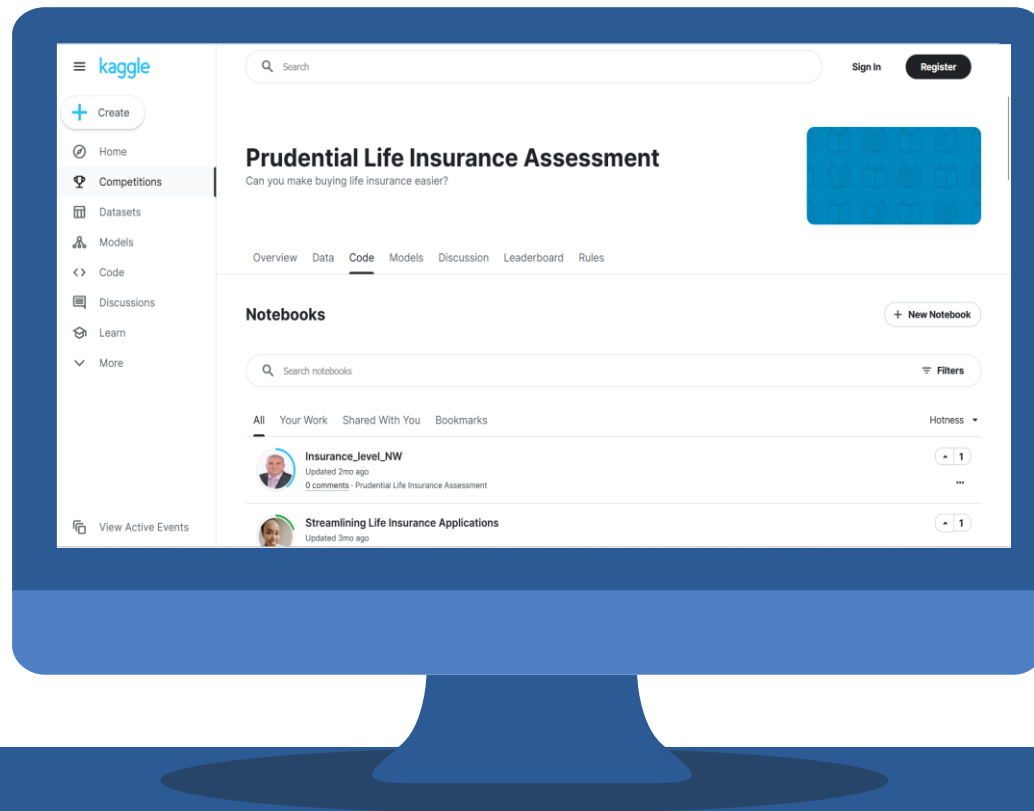 kaggle
Search
Sign In
Register
Create
Home
Competitions
Datasets
Models
Code
Discussions
Learn
More
View Active Events
Prudential Life Insurance Assessment
Can you make buying life insurance easier?
Overview Data Code Models Discussion Leaderboard Rules
Notebooks
+ New Notebook
Search notebooks
Filters
All Your Work Shared With You Bookmarks
Hotness
Insurance_level_NW
1
Updated 2mo ago
0 comments · Prudential Life Insurance Assessment
Streamlining Life Insurance Applications
1
Updated 3mo ago